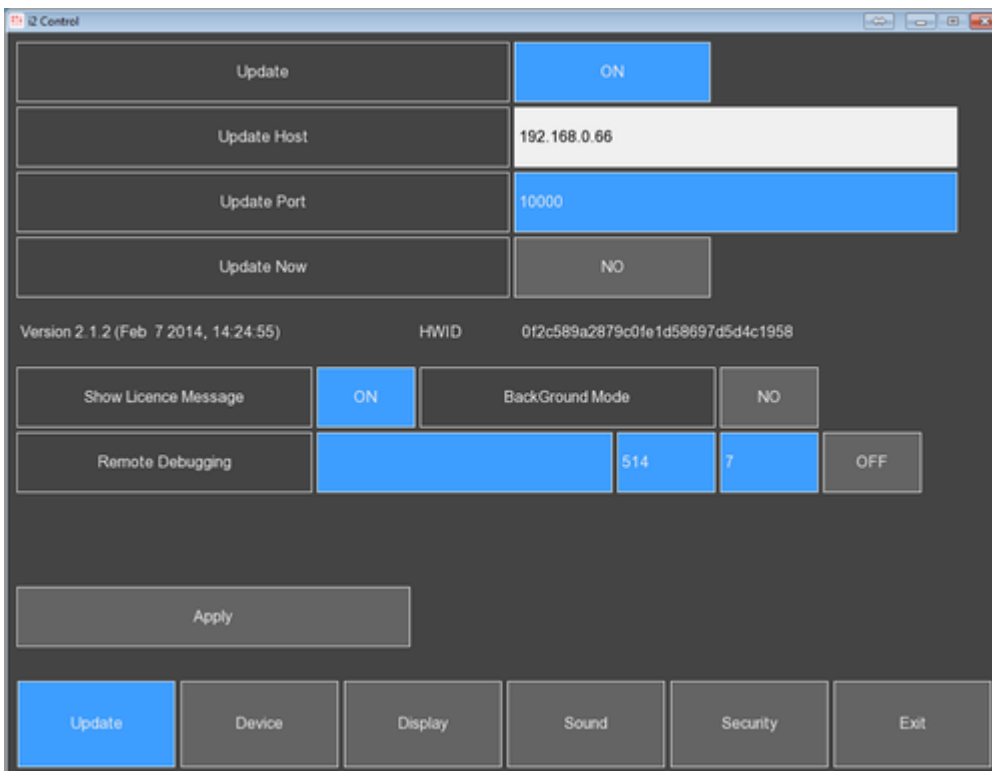 i2 Control
Update ON
Update Host 192.168.0.66
Update Port 10000
Update Now NO
Version 2.1.2 (Feb 7 2014, 14:24:55) HWID 0f2c589a2879c0fe1d58697d5d4c1958
Show Licence Message ON BackGround Mode NO
Remote Debugging 514 7 OFF
Apply
Update Device Display Sound Security Exit